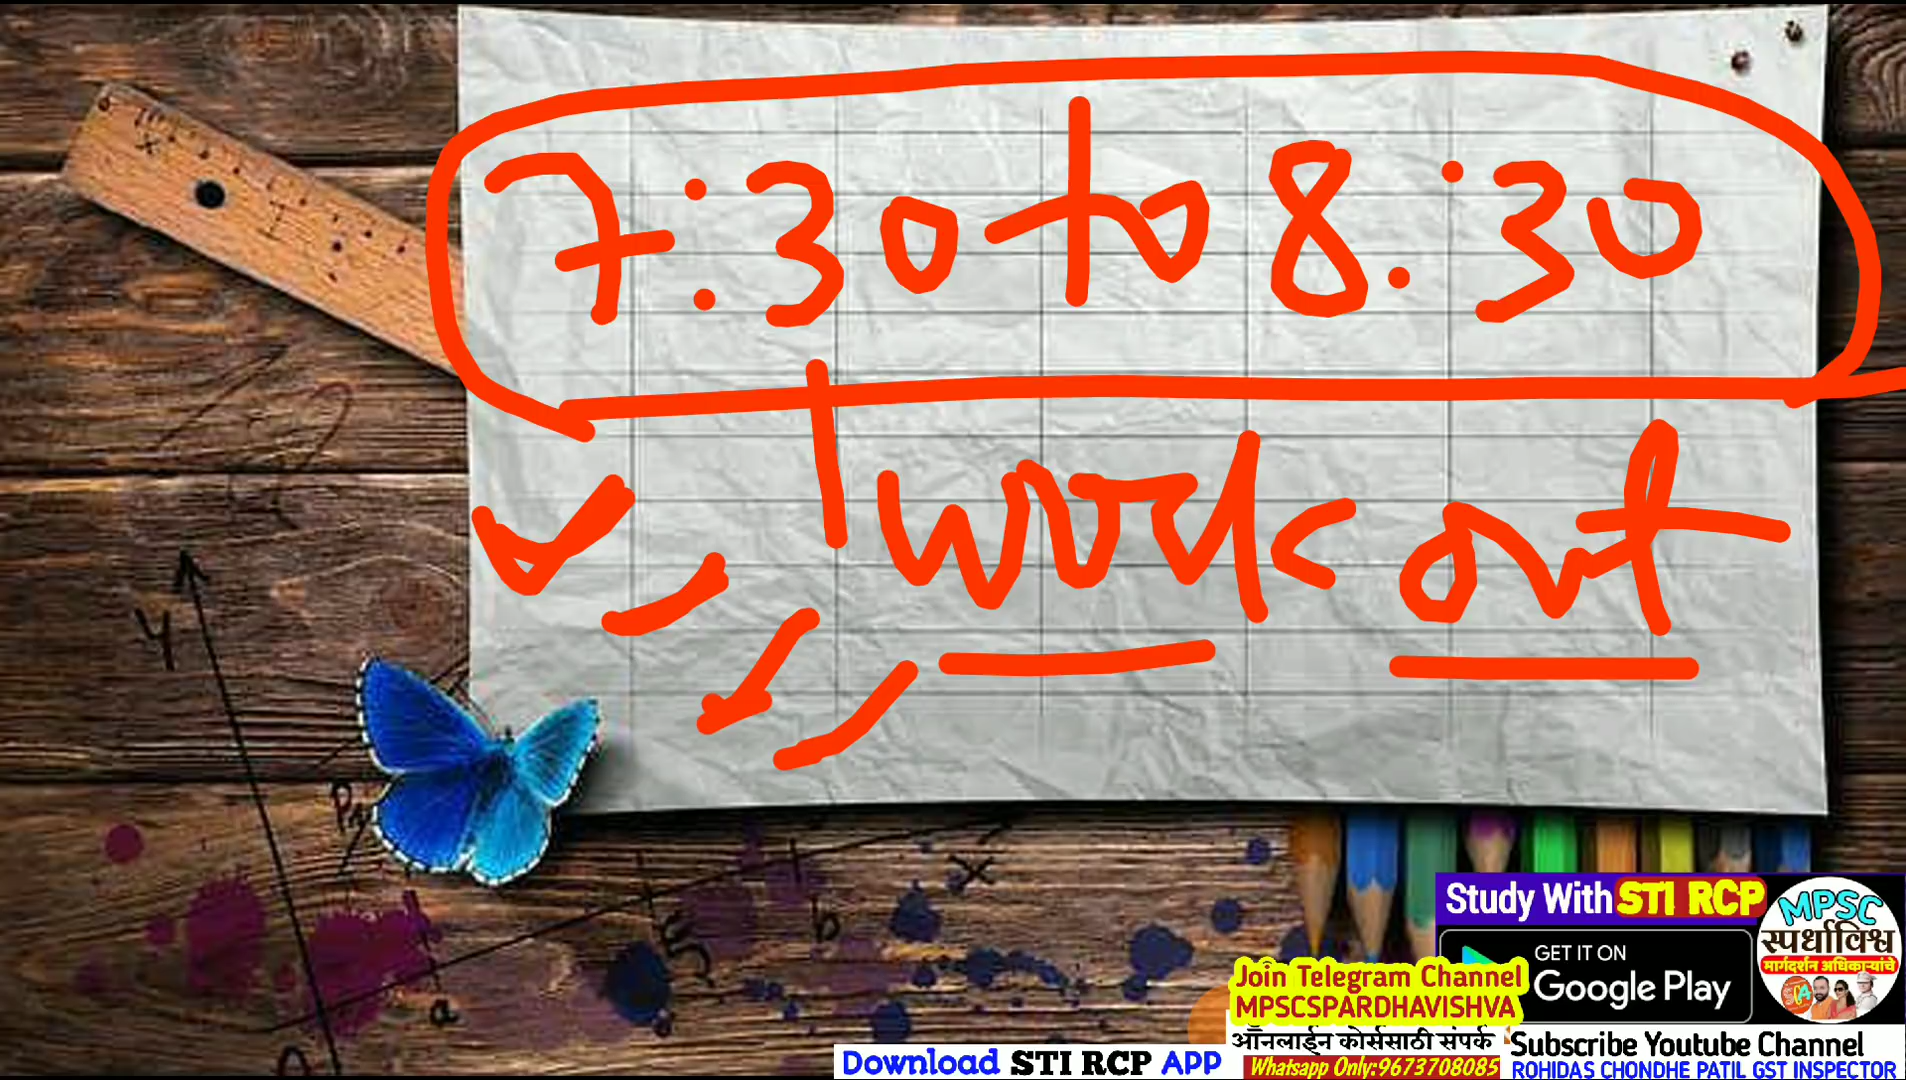 7:30 to 8:30
work out
Study With STI RCP
MPSC
स्पर्धाविश्व
मार्गदर्शन अधिकाऱ्यांचे
GET IT ON
Google Play
Join Telegram Channel
MPSCSPARDHAVISHVA
ऑनलाईन कोर्ससाठी संपर्क
Whatsapp Only:9673708085
Download STI RCP APP
Subscribe Youtube Channel
ROHIDAS CHONDHE PATIL GST INSPECTOR
y
x
b
a